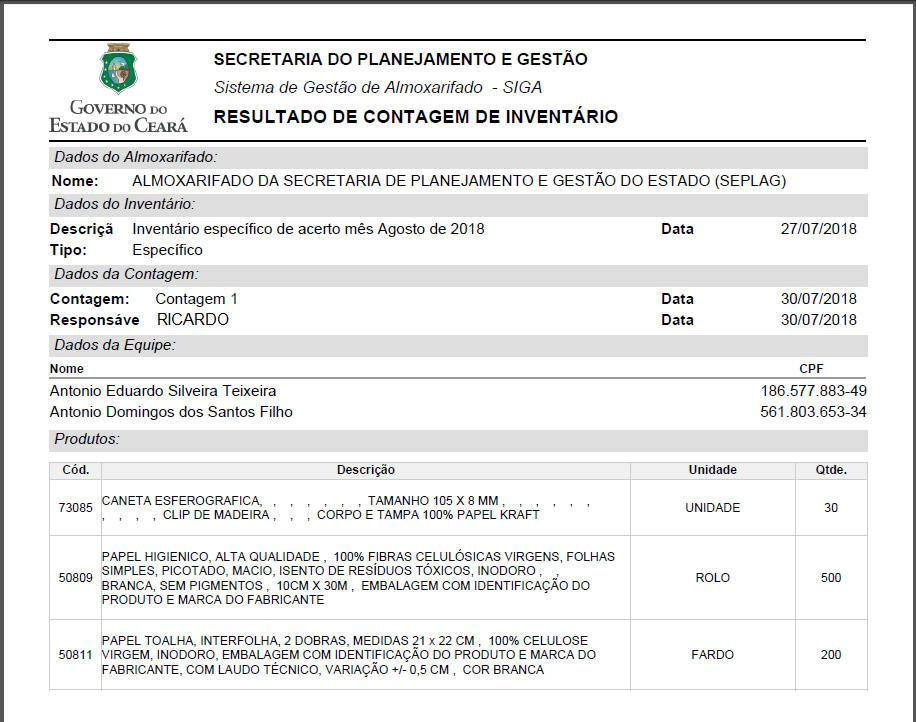 GOVERNO DO
ESTADO DO CEARÁ
SECRETARIA DO PLANEJAMENTO E GESTÃO
Sistema de Gestão de Almoxarifado - SIGA
RESULTADO DE CONTAGEM DE INVENTÁRIO
Dados do Almoxarifado:
Nome: ALMOXARIFADO DA SECRETARIA DE PLANEJAMENTO E GESTÃO DO ESTADO (SEPLAG)
Dados do Inventário:
Descriçã Inventário específico de acerto mês Agosto de 2018 Data 27/07/2018
Tipo: Específico
Dados da Contagem:
Contagem: Contagem 1 Data 30/07/2018
Responsáve RICARDO Data 30/07/2018
Dados da Equipe:
Nome CPF
Antonio Eduardo Silveira Teixeira 186.577.883-49
Antonio Domingos dos Santos Filho 561.803.653-34
Produtos:
Cód. Descrição Unidade Qtde.
CANETA ESFEROGRAFICA, , , , , , , TAMANHO 105 X 8 MM , , , , , ,
73085 , , , , CLIP DE MADEIRA , , , CORPO E TAMPA 100% PAPEL KRAFT UNIDADE 30
PAPEL HIGIENICO, ALTA QUALIDADE , 100% FIBRAS CELULÓSICAS VIRGENS, FOLHAS
SIMPLES, PICOTADO, MACIO, ISENTO DE RESÍDUOS TÓXICOS, INODORO , ,
50809 BRANCA, SEM PIGMENTOS , 10CM X 30M , EMBALAGEM COM IDENTIFICAÇÃO DO ROLO 500
PRODUTO E MARCA DO FABRICANTE
PAPEL TOALHA, INTERFOLHA, 2 DOBRAS, MEDIDAS 21 x 22 CM , 100% CELULOSE
50811 VIRGEM, INODORO, EMBALAGEM COM IDENTIFICAÇÃO DO PRODUTO E MARCA DO FARDO 200
FABRICANTE, COM LAUDO TÉCNICO, VARIAÇÃO +/- 0,5 CM , COR BRANCA